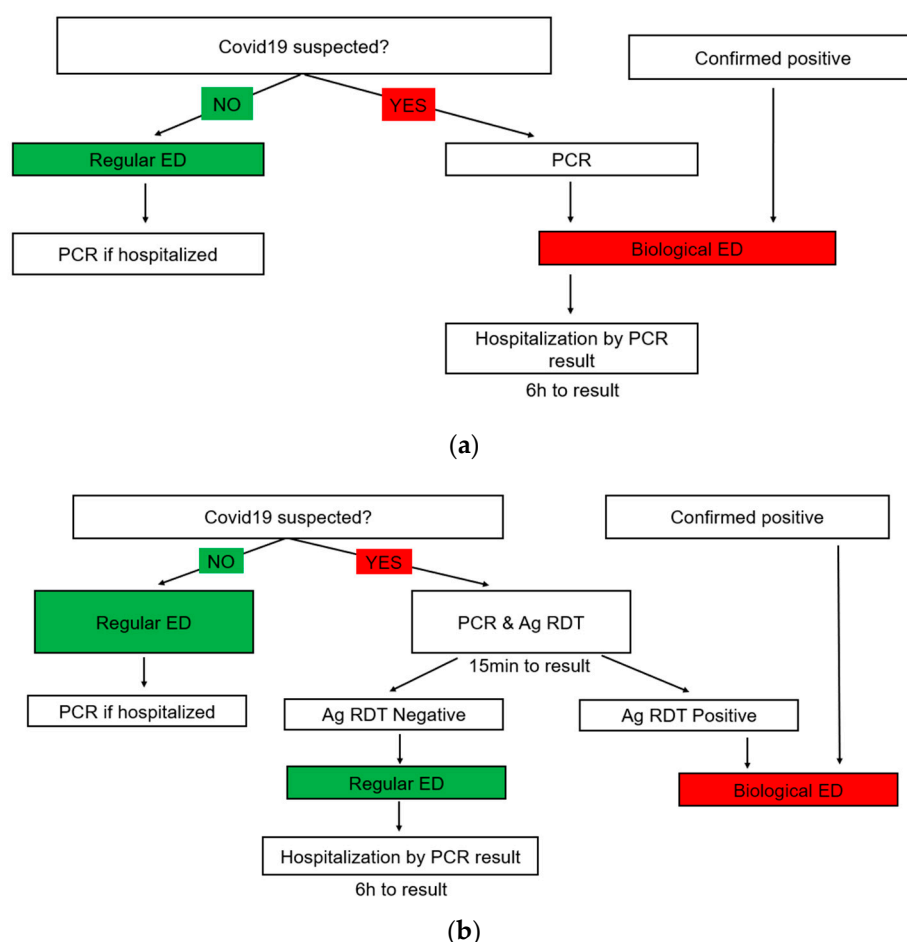 Covid19 suspected?
Confirmed positive
NO
YES
Regular ED
PCR
PCR if hospitalized
Biological ED
Hospitalization by PCR
result
6h to result
(a)
Covid19 suspected?
Confirmed positive
NO
YES
Regular ED
PCR & Ag RDT
15min to result
PCR if hospitalized
Ag RDT Negative
Ag RDT Positive
Regular ED
Biological ED
Hospitalization by PCR result
6h to result
(b)